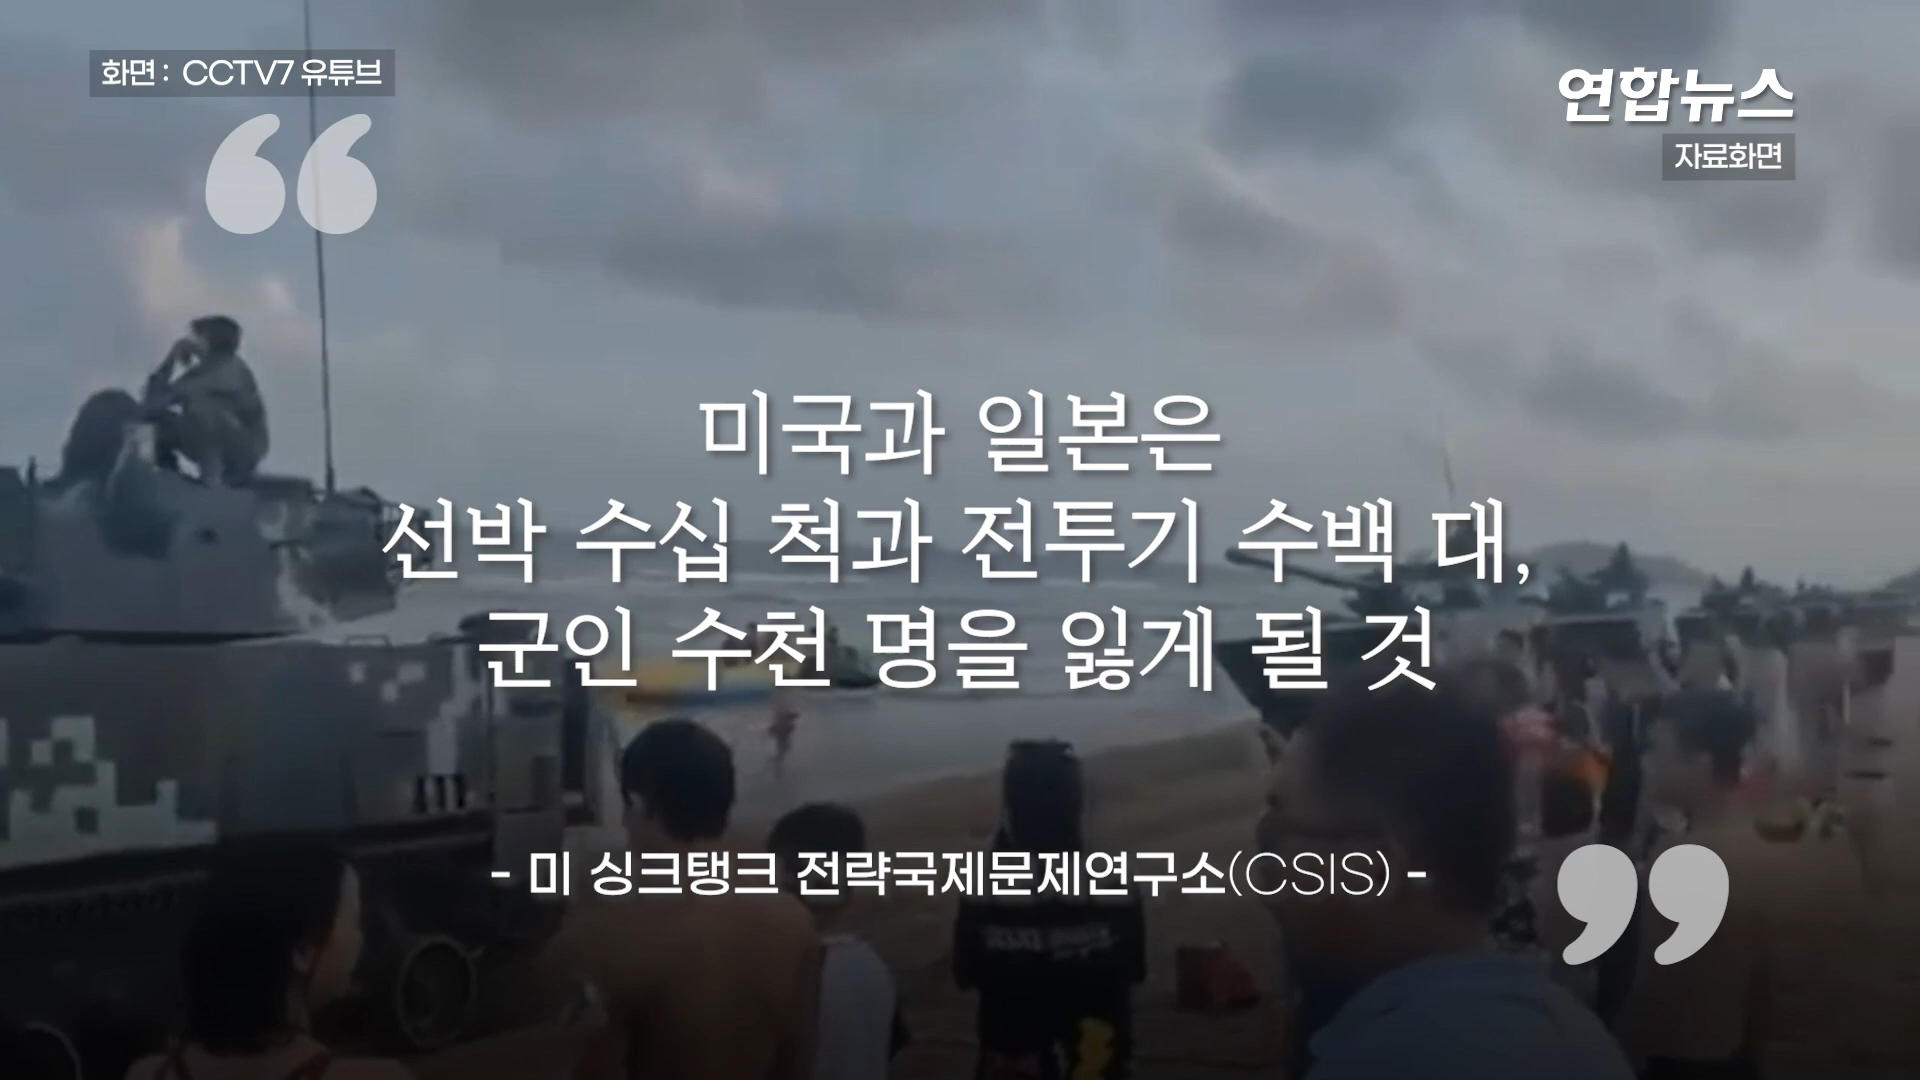 화면 : CCTV7 유튜브
연합뉴스
자료화면
미국과 일본은
선박 수십 척과 전투기 수백 대,
군인 수천 명을 잃게 될 것
- 미 싱크탱크 전략국제문제연구소(CSIS) -